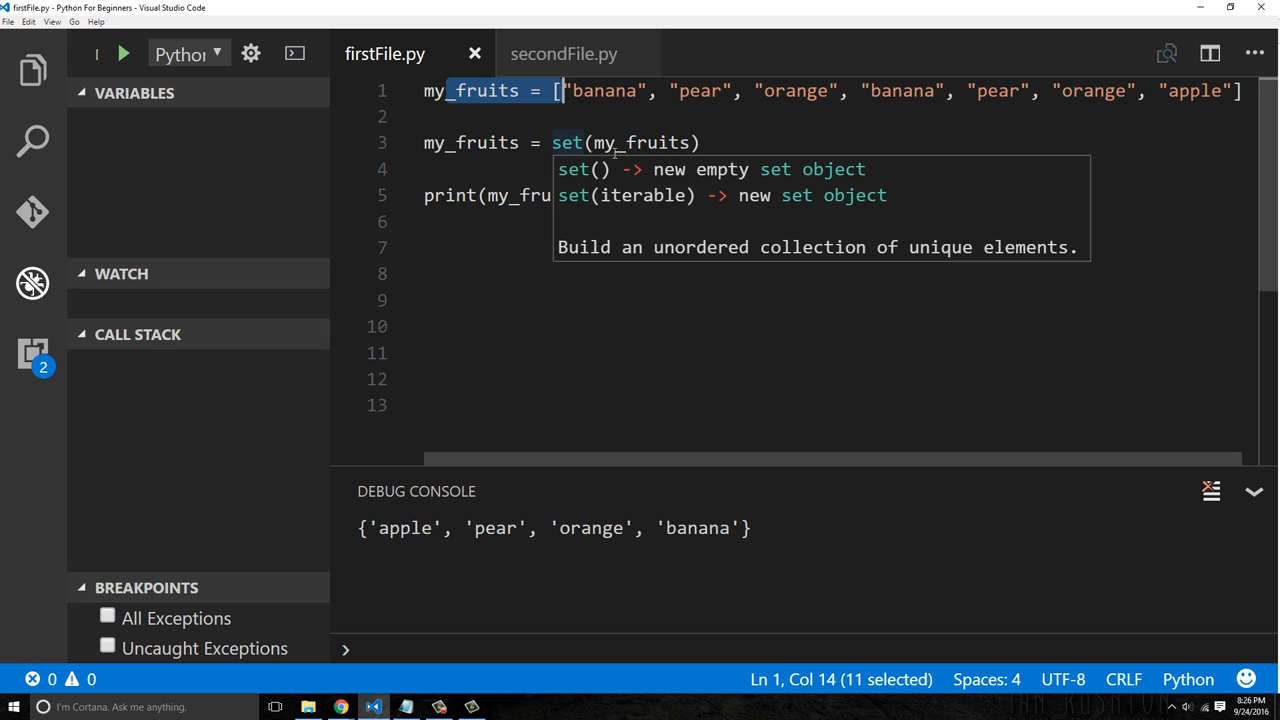 firstFile.py - Python For Beginners - Visual Studio Code
File Edit View Go Help
Python
firstFile.py
secondFile.py
VARIABLES
WATCH
CALL STACK
2
BREAKPOINTS
All Exceptions
Uncaught Exceptions
1 my_fruits = ["banana", "pear", "orange", "banana", "pear", "orange", "apple"]
2
3 my_fruits = set(my_fruits)
4
5 print(my_fru
6
7
8
9
10
11
12
13
set() -> new empty set object
set(iterable) -> new set object
Build an unordered collection of unique elements.
DEBUG CONSOLE
{'apple', 'pear', 'orange', 'banana'}
0 0 Ln 1, Col 14 (11 selected) Spaces: 4 UTF-8 CRLF Python
I'm Cortana. Ask me anything.
8:26 PM
9/24/2016